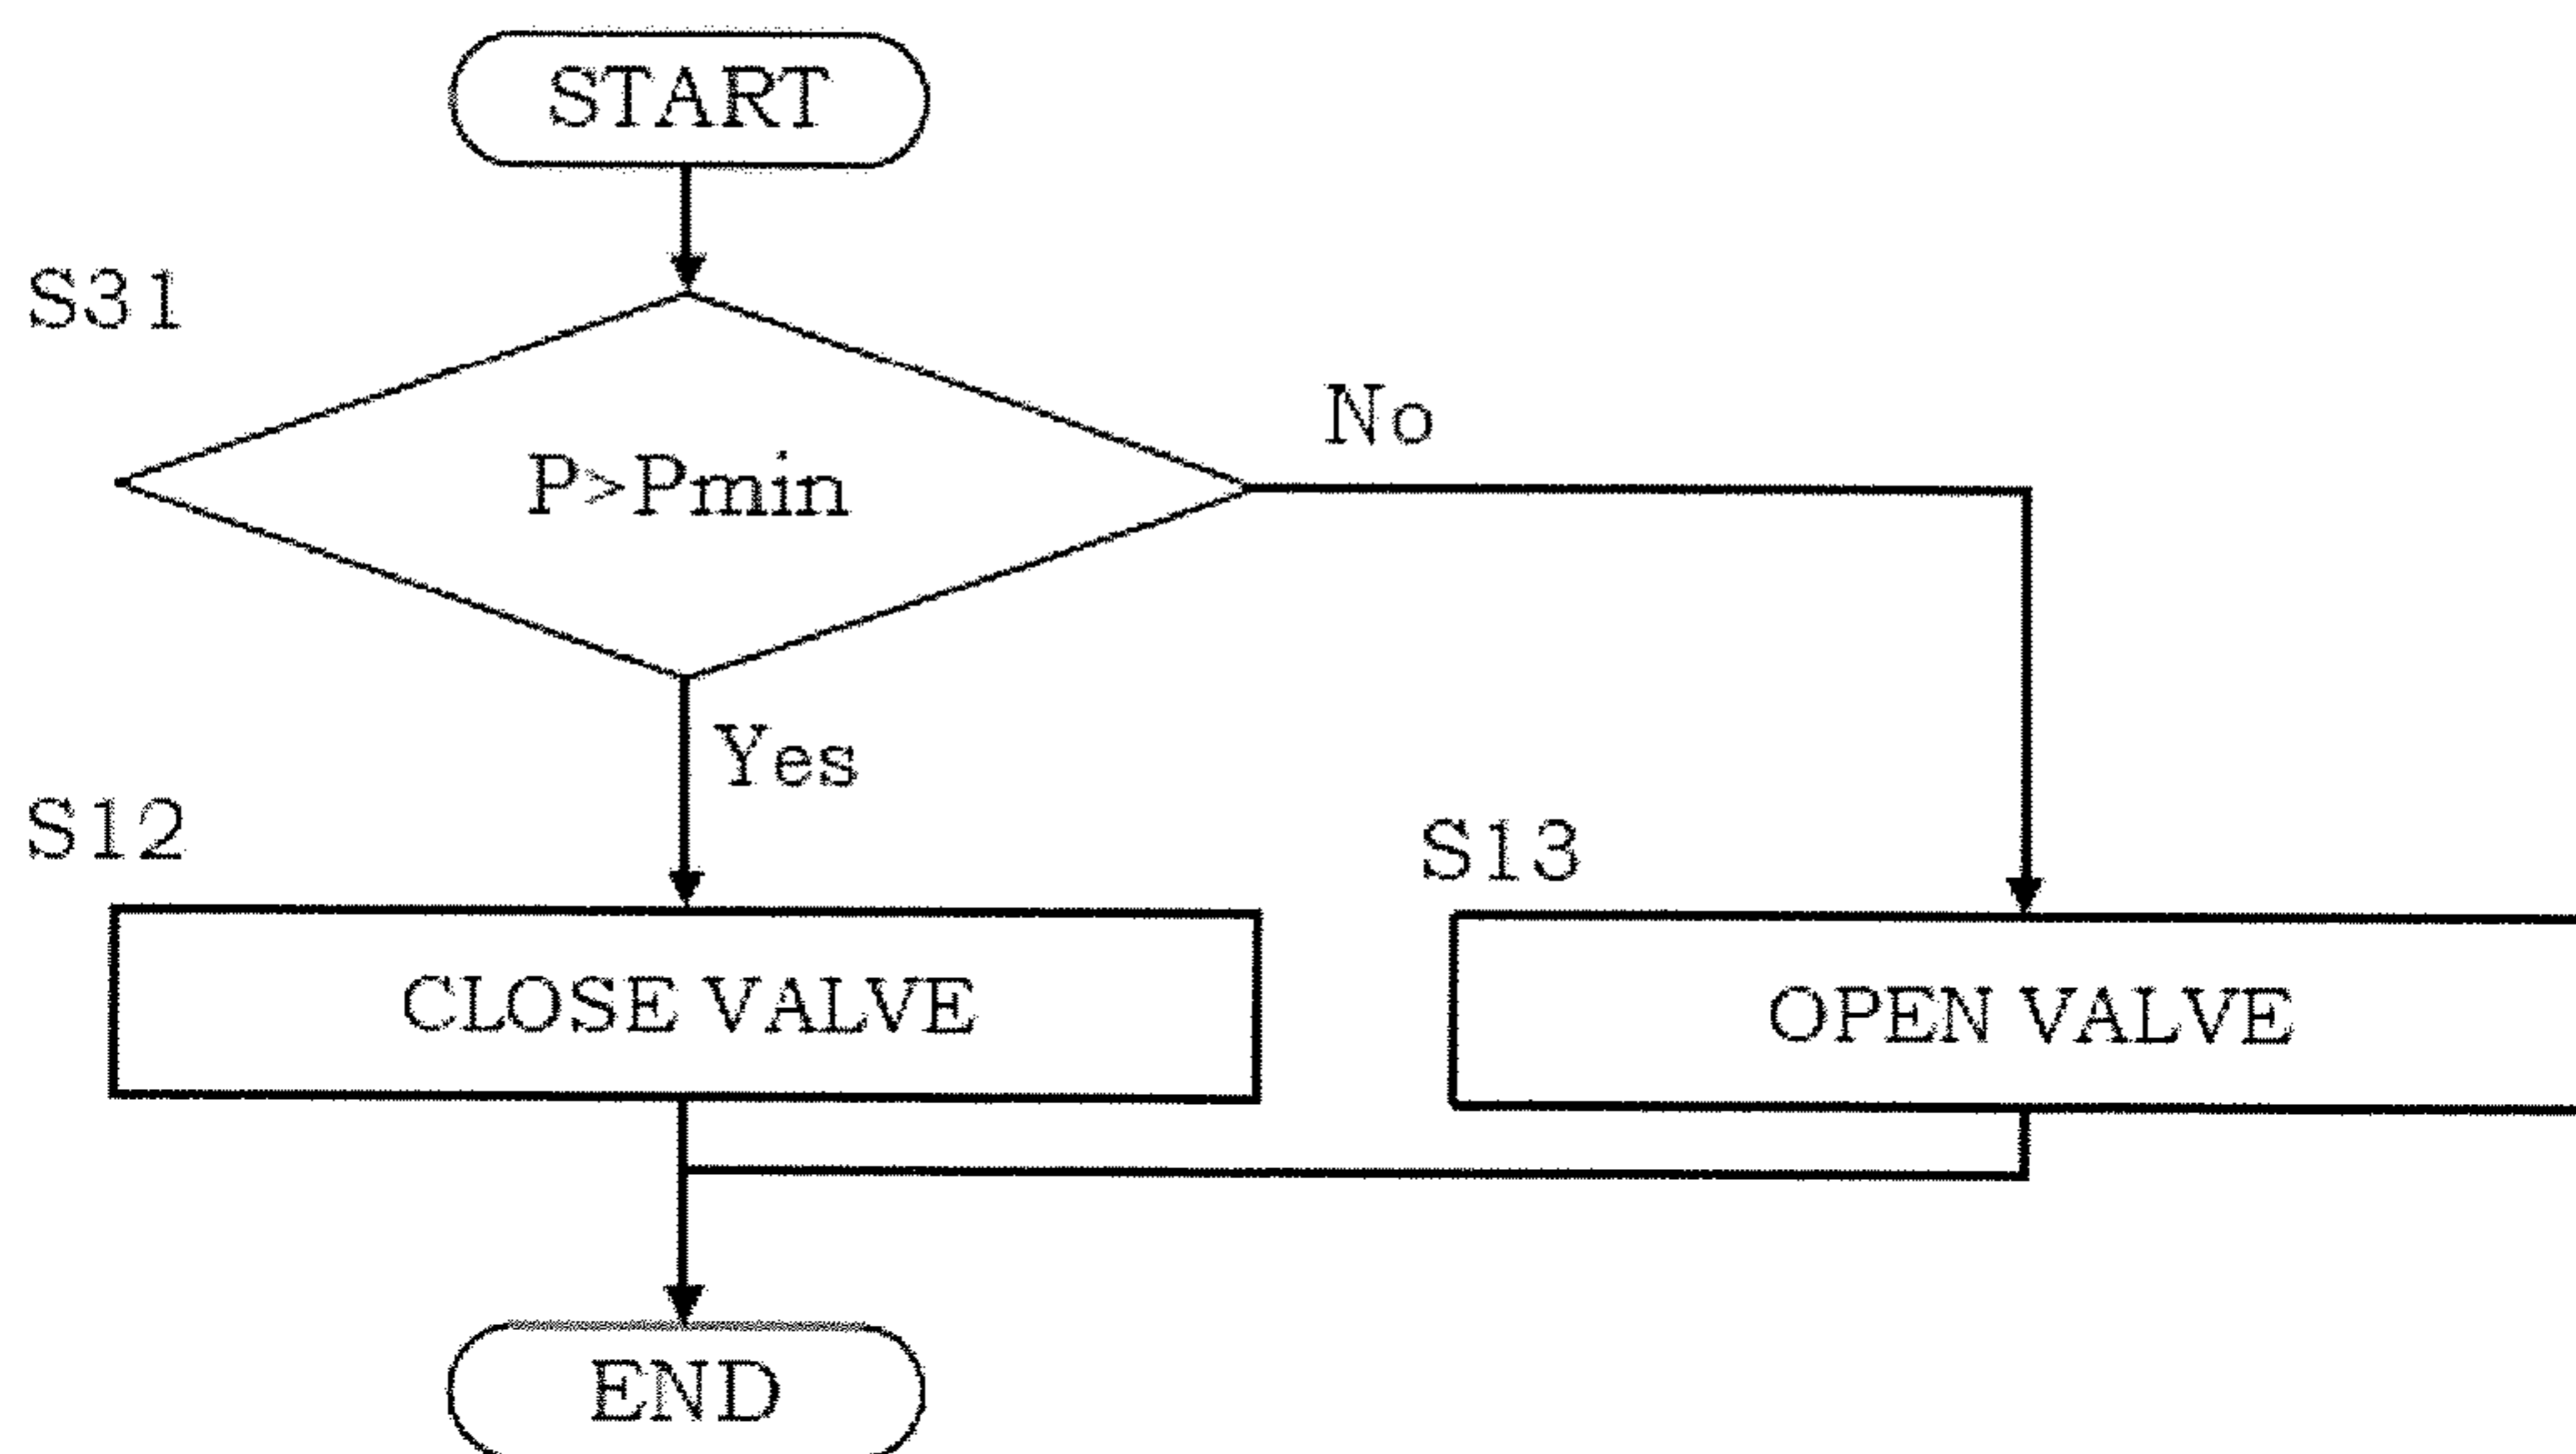 START
S31
P>Pmin
No
Yes
S12
S13
CLOSE VALVE
OPEN VALVE
END